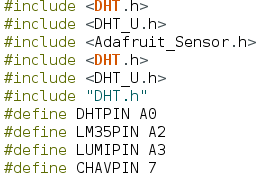 #include <DHT.h>
#include <DHT_U.h>
#include <Adafruit_Sensor.h>
#include <DHT.h>
#include <DHT_U.h>
#include "DHT.h"
#define DHTPIN A0
#define LM35PIN A2
#define LUMIPIN A3
#define CHAVPIN 7